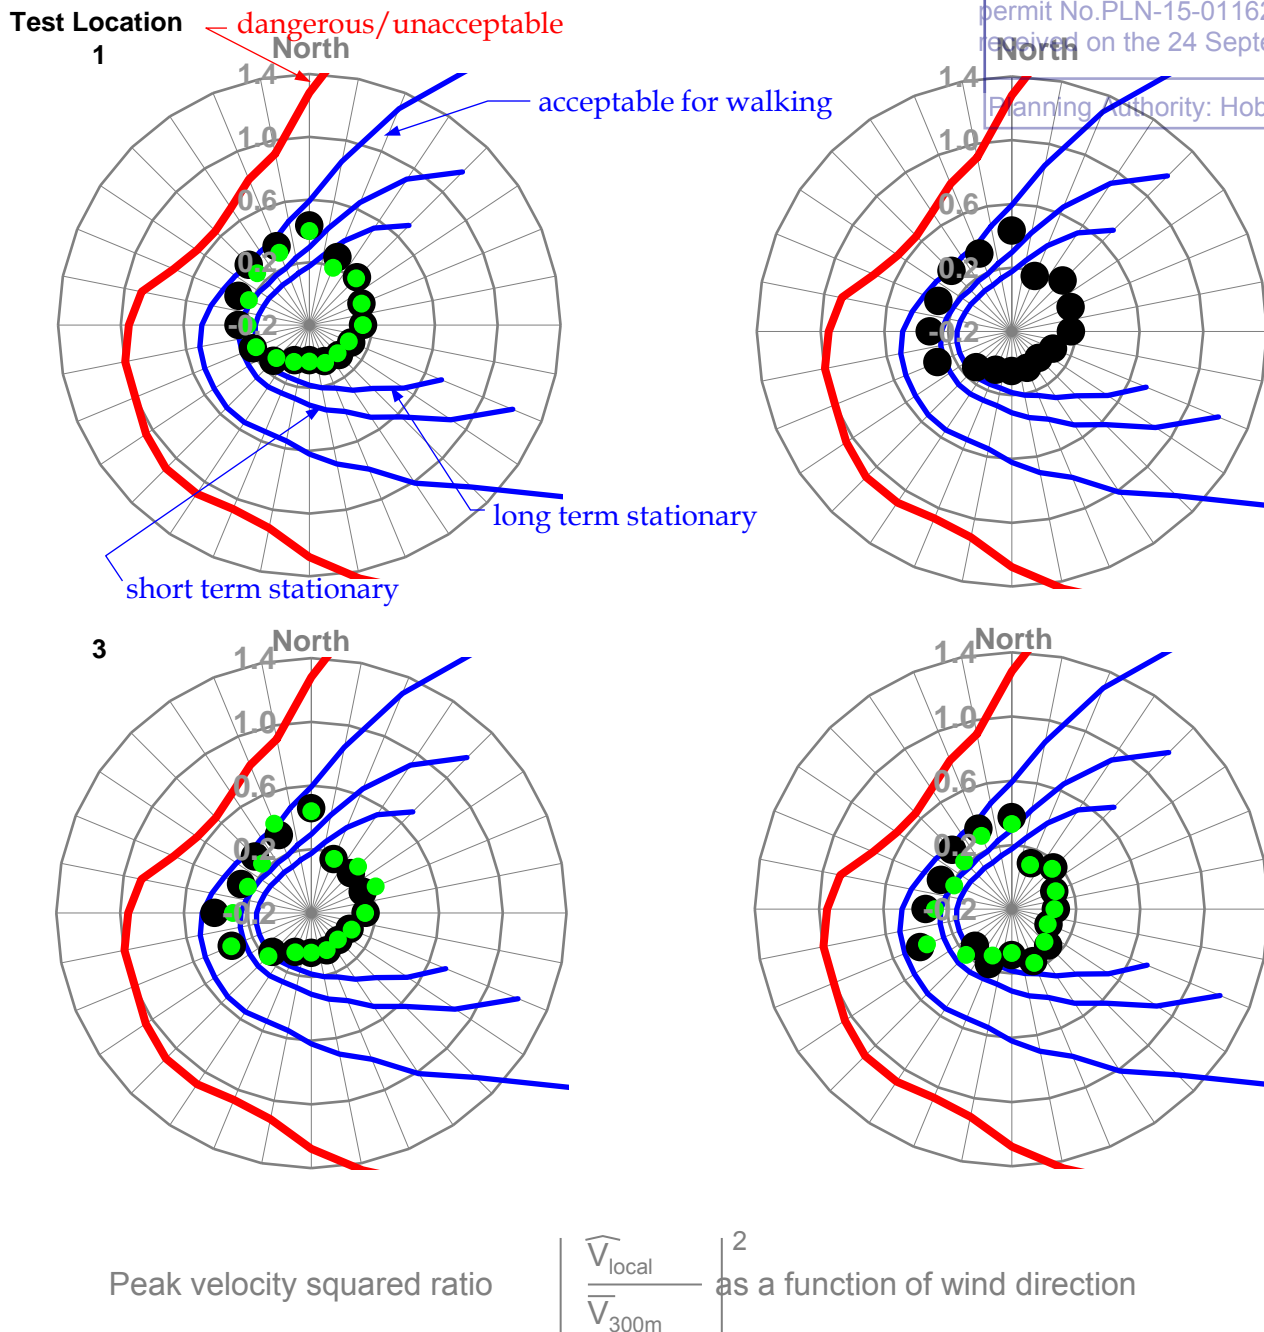 permit No.PLN-15-01162
received on the 24 Septe
Planning Authority: Hob
Test Location
1
dangerous/unacceptable
North
1.4
1.0
0.6
0.2
-0.2
acceptable for walking
long term stationary
short term stationary
North
1.4
1.0
0.6
0.2
-0.2
3
North
1.4
1.0
0.6
0.2
-0.2
North
1.4
1.0
0.6
0.2
-0.2
Peak velocity squared ratio | V̂local / V̅300m |² as a function of wind direction